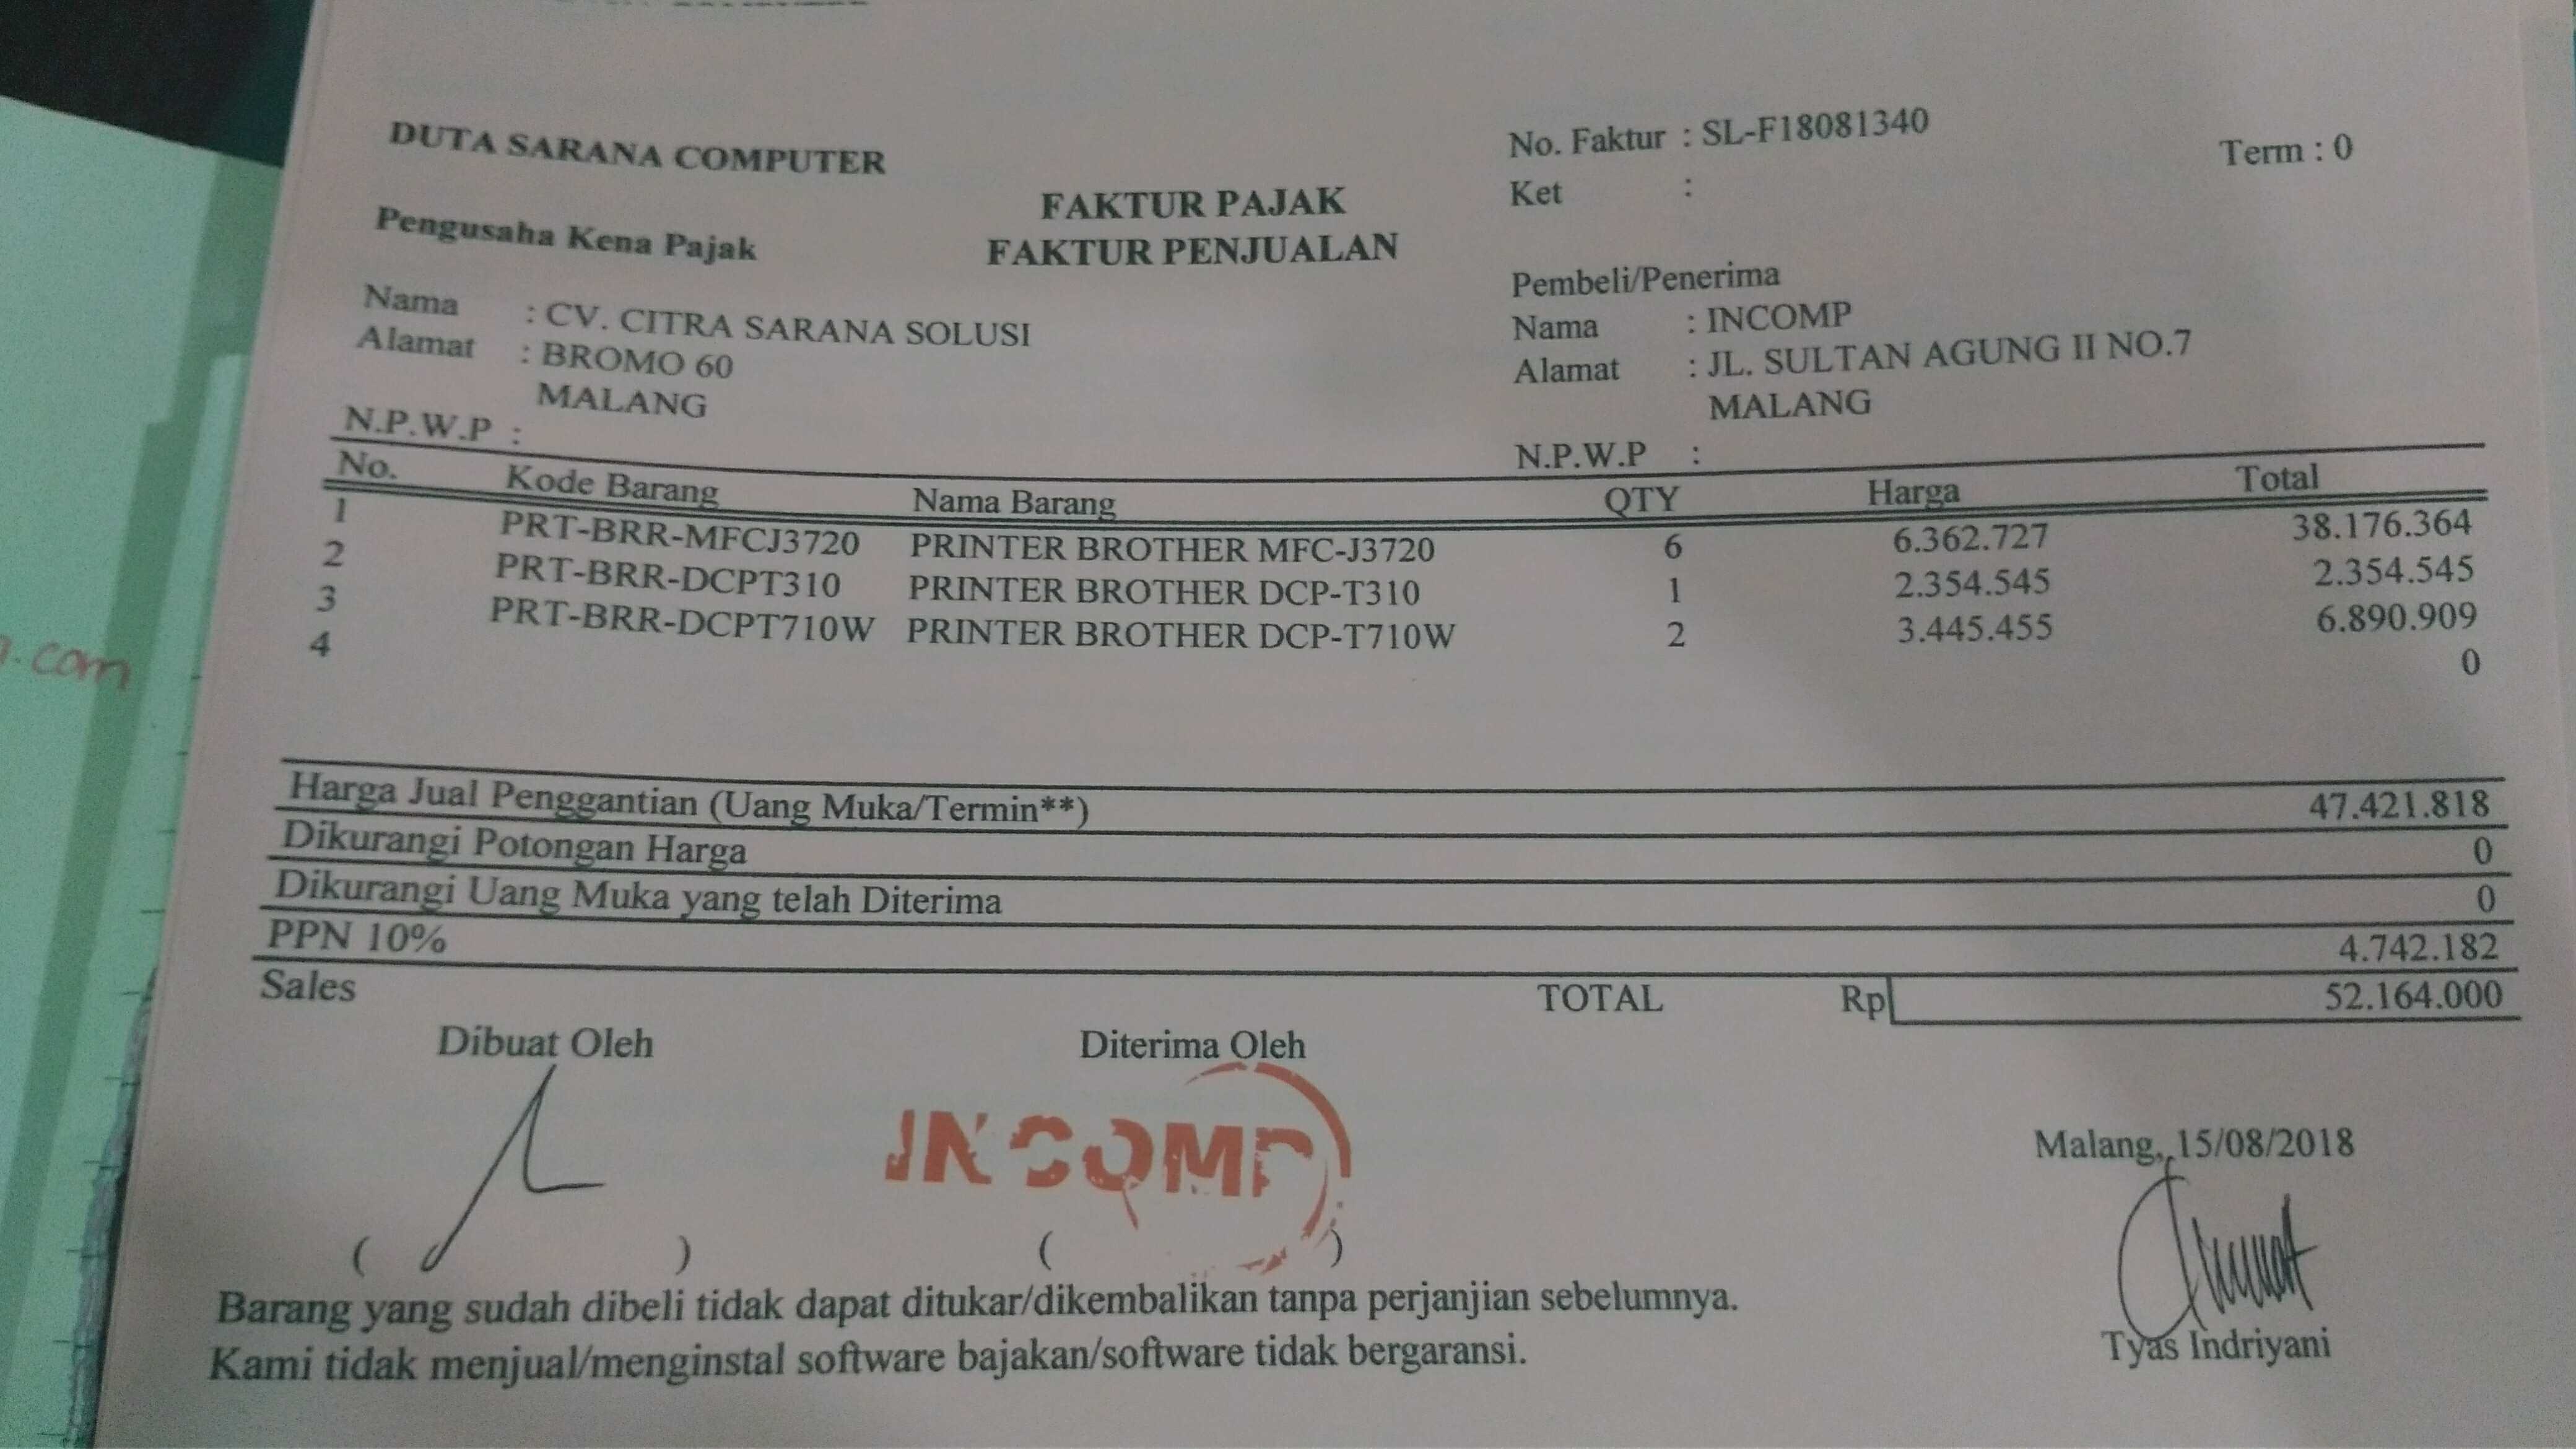 DUTA SARANA COMPUTER
FAKTUR PAJAK
FAKTUR PENJUALAN
No. Faktur : SL-F18081340
Term : 0
Ket :
Pengusaha Kena Pajak
Nama : CV. CITRA SARANA SOLUSI
Alamat : BROMO 60
MALANG
N.P.W.P :
Pembeli/Penerima
Nama : INCOMP
Alamat : JL. SULTAN AGUNG II NO.7
MALANG
N.P.W.P :
No. Kode Barang Nama Barang QTY Harga Total
1 PRT-BRR-MFCJ3720 PRINTER BROTHER MFC-J3720 6 6.362.727 38.176.364
2 PRT-BRR-DCPT310 PRINTER BROTHER DCP-T310 1 2.354.545 2.354.545
3 PRT-BRR-DCPT710W PRINTER BROTHER DCP-T710W 2 3.445.455 6.890.909
4 0
Harga Jual Penggantian (Uang Muka/Termin**) 47.421.818
Dikurangi Potongan Harga 0
Dikurangi Uang Muka yang telah Diterima 0
PPN 10% 4.742.182
Sales TOTAL Rp 52.164.000
Dibuat Oleh Diterima Oleh
INCOMP
Malang, 15/08/2018
( ) ( )
Tyas Indriyani
Barang yang sudah dibeli tidak dapat ditukar/dikembalikan tanpa perjanjian sebelumnya.
Kami tidak menjual/menginstal software bajakan/software tidak bergaransi.
.com